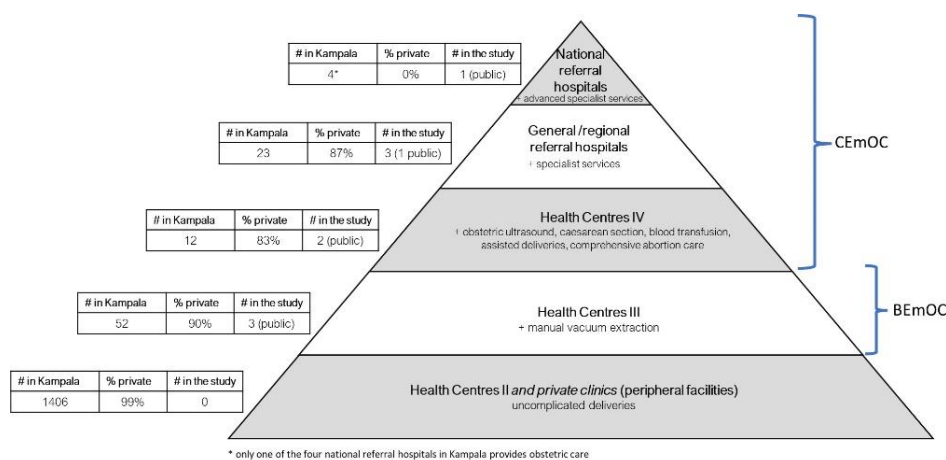 # in Kampala % private # in the study
4* 0% 1 (public)
National
referral
hospitals
+ advanced specialist services
# in Kampala % private # in the study
23 87% 3 (1 public)
General /regional
referral hospitals
+ specialist services
CEmOC
# in Kampala % private # in the study
12 83% 2 (public)
Health Centres IV
+ obstetric ultrasound, caesarean section, blood transfusion,
assisted deliveries, comprehensive abortion care
# in Kampala % private # in the study
52 90% 3 (public)
Health Centres III
+ manual vacuum extraction
BEmOC
# in Kampala % private # in the study
1406 99% 0
Health Centres II and private clinics (peripheral facilities)
uncomplicated deliveries
* only one of the four national referral hospitals in Kampala provides obstetric care